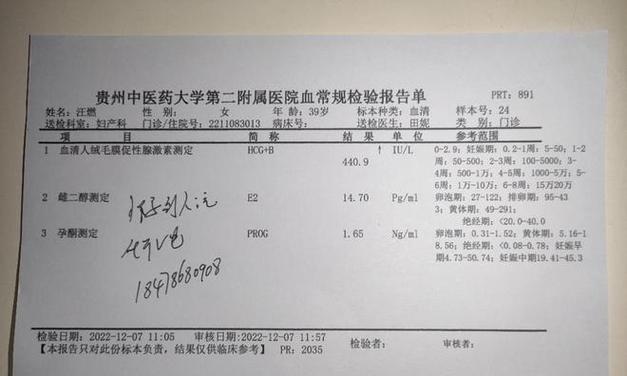 贵州中医药大学第二附属医院血常规检验报告单 PRT: 891
姓名:汪燃 性 别: 女 年 龄:39岁 标本种类:血清 样本号:24
送检科室:妇产科 门诊/住院号:2211083013 病床号: 送检医生:田妮 类 别:门诊
项 目 简 称 结 果 单 位 参考范围
1 血清人绒毛膜促性腺激素测定 HCG+B ↑ IU/L 0-2.9; 妊娠期: 0.2-1周: 5-50; 1-2
440.9 周: 50-500; 2-3周: 100-5000; 3-
4周: 500-1万; 4-5周: 1000-5万; 5-
6周: 1万-10万; 6-8周: 15万20万
2 雌二醇测定 E2 14.70 Pg/ml 卵泡期: 27-122; 排卵期: 95-43
3; 黄体期: 49-291;
绝经期: <20.0-40.0
3 孕酮测定 PROG 1.65 Ng/ml 卵泡期: 0.31-1.52; 黄体期: 5.16-1
8.56; 绝经期: <0.08-0.78; 妊娠早
期4.73-50.74; 妊娠中期19.41-45.3
18478680908
检验日期:2022-12-07 11:05 审核日期:2022-12-07 11:57 检验者: 审核者:
【本报告只对此份标本负责，结果仅供临床参考】 PR: 2035